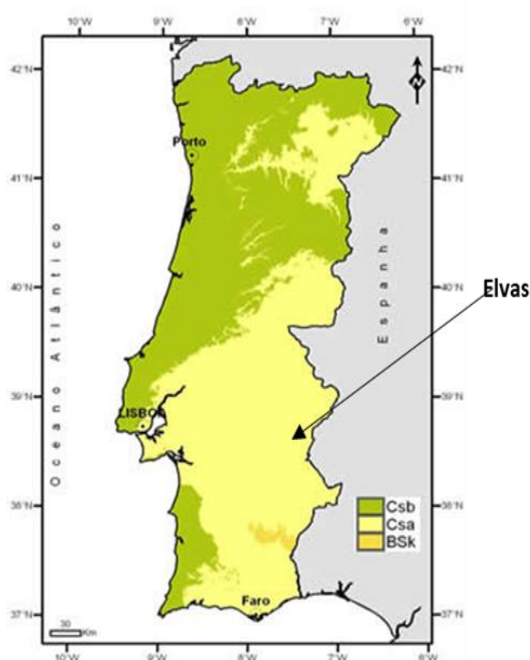 10°W 9°W 8°W 7°W 6°W
42°N 42°N
Porto
41°N 41°N
Oceano Atlântico
Espanha
40°N 40°N
Elvas
39°N 39°N
LISBOA
38°N 38°N
Csb
Csa
BSk
Faro
37°N 37°N
30
Km
10°W 9°W 8°W 7°W 6°W
N